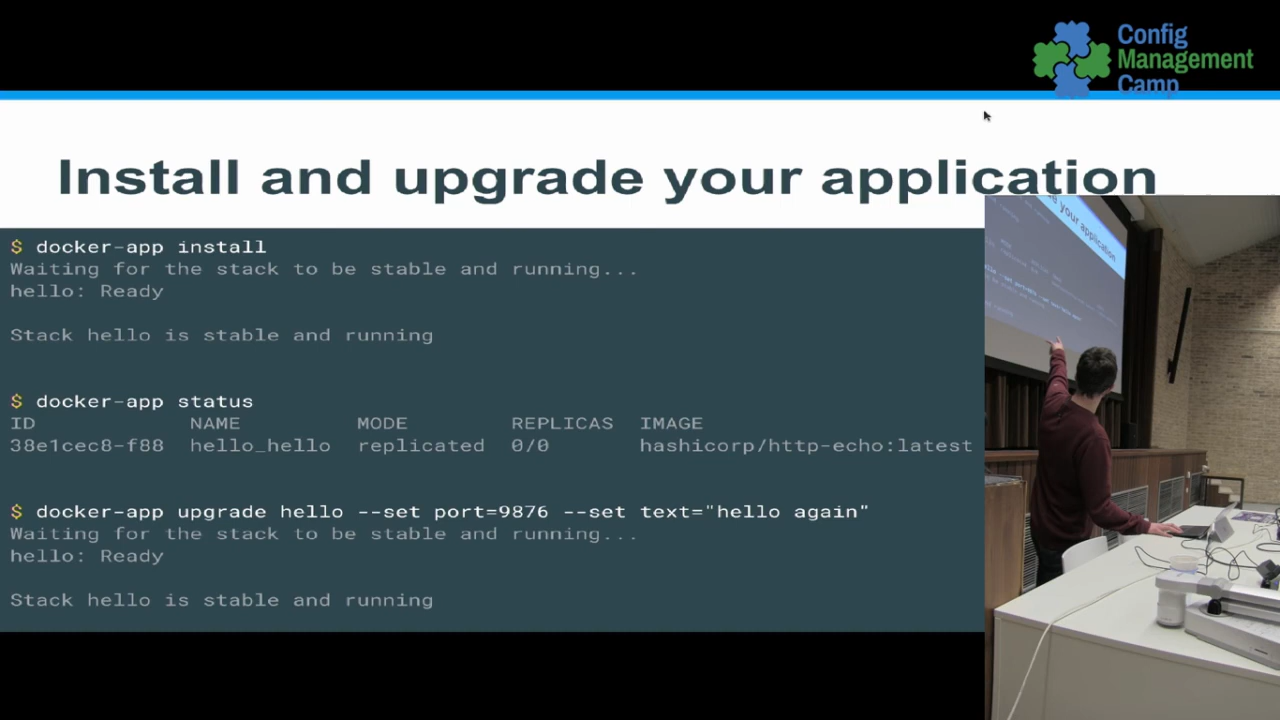 Config
Management
Camp
Install and upgrade your application
$ docker-app install
Waiting for the stack to be stable and running...
hello: Ready
Stack hello is stable and running
$ docker-app status
ID NAME MODE REPLICAS IMAGE
38e1cec8-f88 hello_hello replicated 0/0 hashicorp/http-echo:latest
$ docker-app upgrade hello --set port=9876 --set text="hello again"
Waiting for the stack to be stable and running...
hello: Ready
Stack hello is stable and running
your application